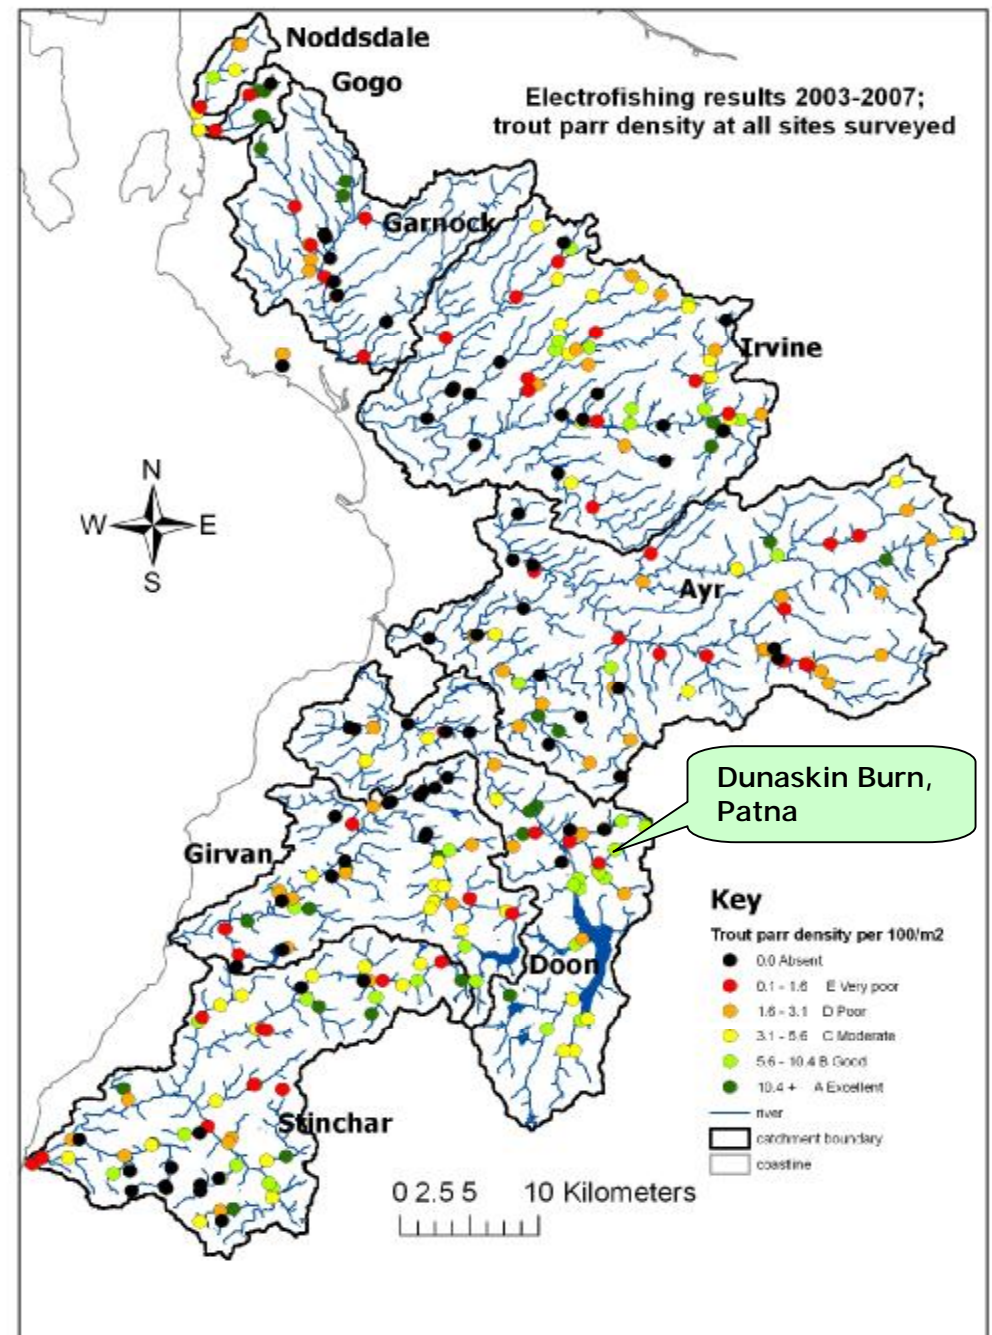 Noddsdale
Gogo
Electrofishing results 2003-2007;
trout parr density at all sites surveyed
Garnock
Irvine
N
W E
S
Ayr
Dunaskin Burn,
Patna
Girvan
Doon
Key
Trout parr density per 100/m2
0.0 Absent
0.1 - 1.6 E Very poor
1.6 - 3.1 D Poor
3.1 - 5.6 C Moderate
5.6 - 10.4 B Good
10.4 + A Excellent
river
catchment boundary
coastline
Stinchar
0 2.5 5 10 Kilometers